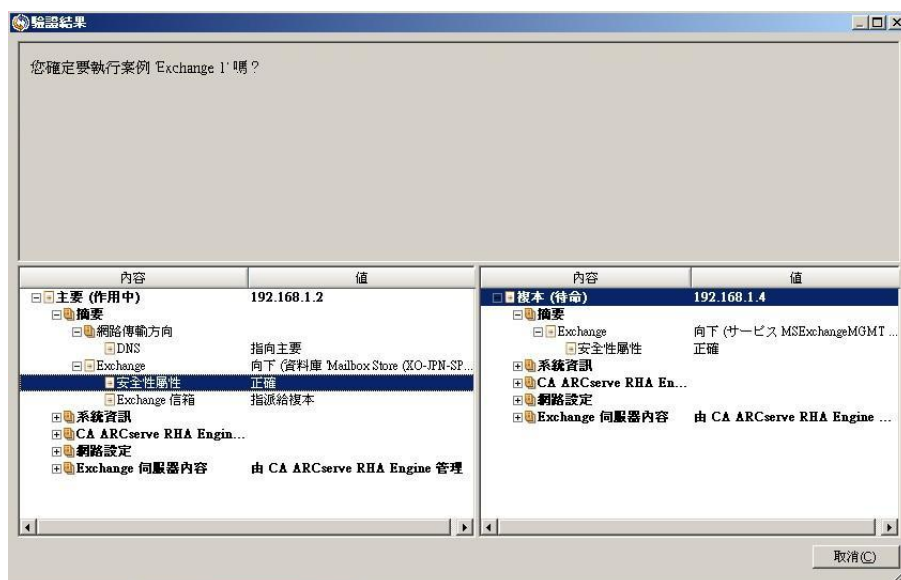 驗證結果
您確定要執行案例 'Exchange 1' 嗎？
內容 值
主要 (作用中) 192.168.1.2
摘要
網路傳輸方向
DNS 指向主要
Exchange 向下 (資料庫 'Mailbox Store (XO-JPN-SP...
安全性屬性 正確
Exchange 信箱 指派給複本
系統資訊
CA ARCserve RHA Engin...
網路設定
Exchange 伺服器內容 由 CA ARCserve RHA Engine 管理
內容 值
複本 (待命) 192.168.1.4
摘要
Exchange 向下 (サービス MSExchangeMGMT ...
安全性屬性 正確
系統資訊
CA ARCserve RHA En...
網路設定
Exchange 伺服器內容 由 CA ARCserve RHA Engine ...
取消(C)